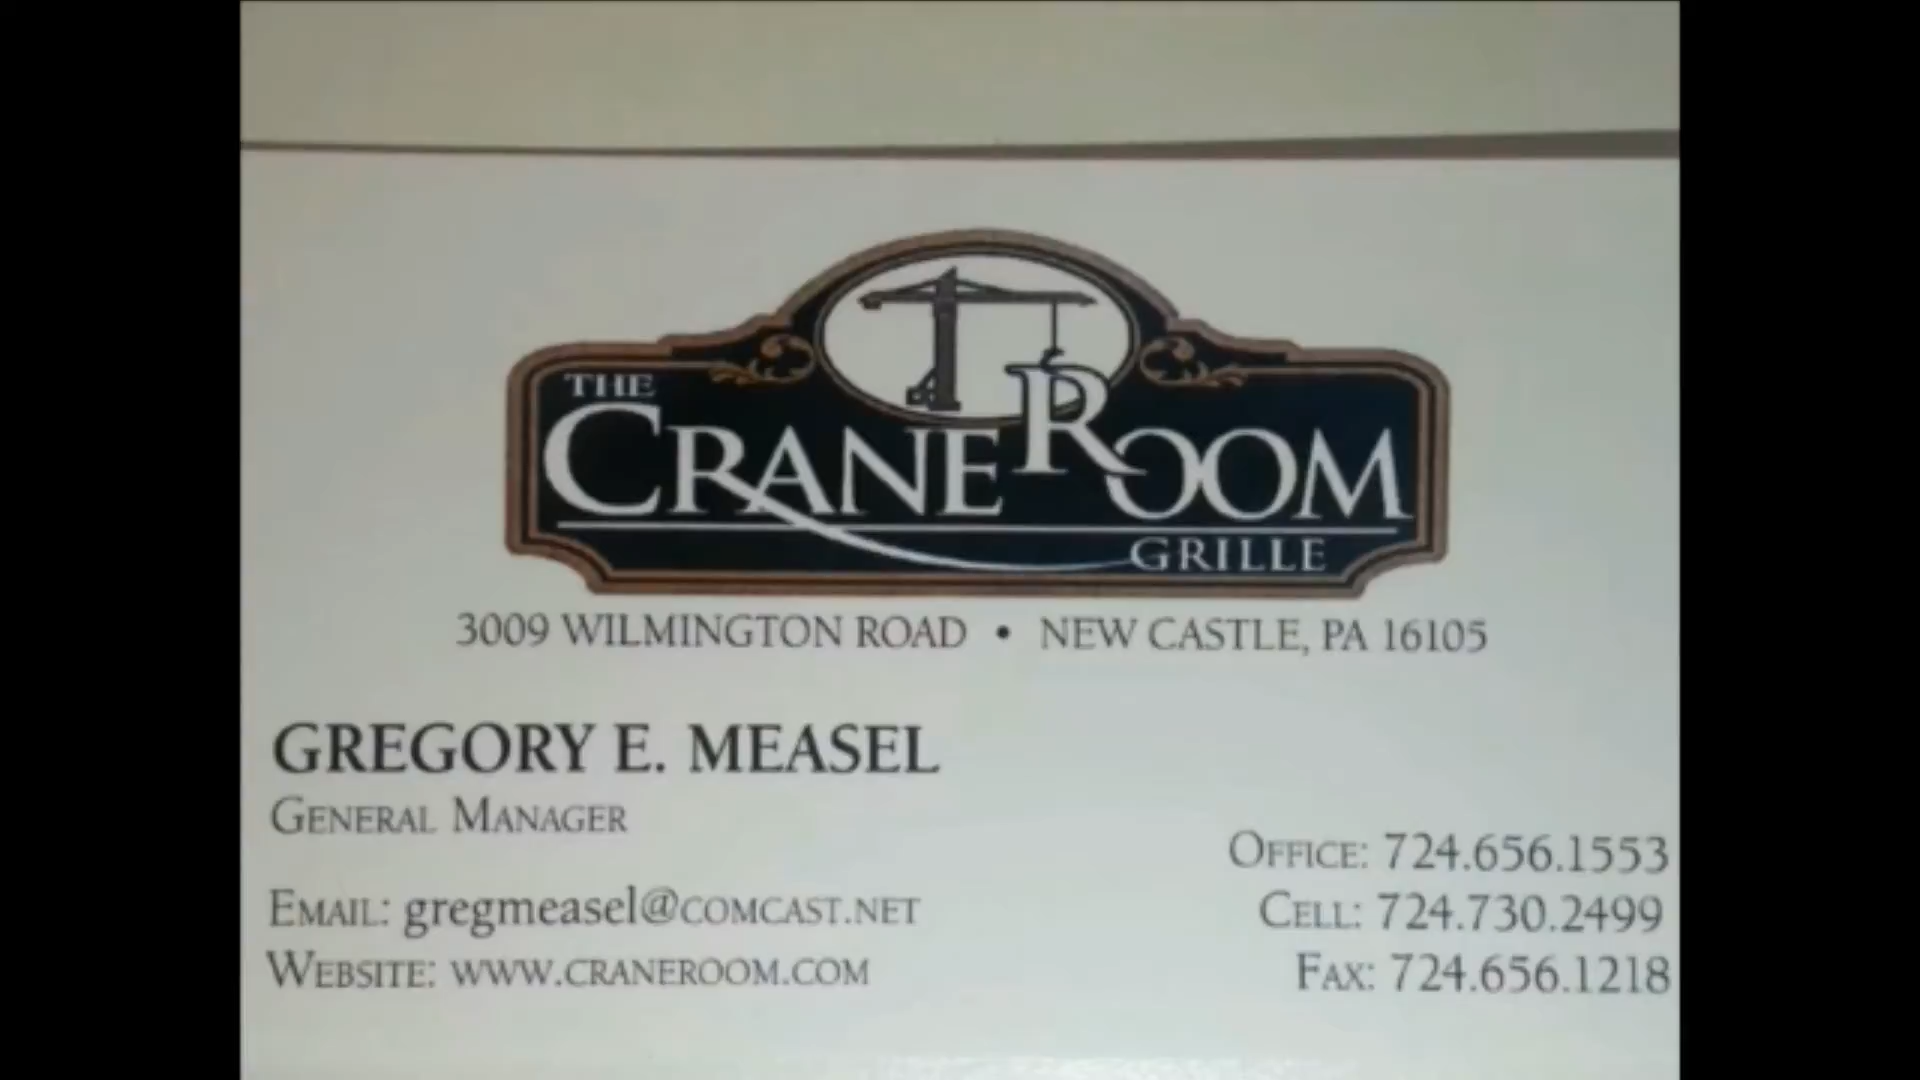 THE
CRANE ROOM
GRILLE
3009 WILMINGTON ROAD • NEW CASTLE, PA 16105
GREGORY E. MEASEL
GENERAL MANAGER
OFFICE: 724.656.1553
EMAIL: gregmeasel@COMCAST.NET
CELL: 724.730.2499
WEBSITE: WWW.CRANEROOM.COM
FAX: 724.656.1218